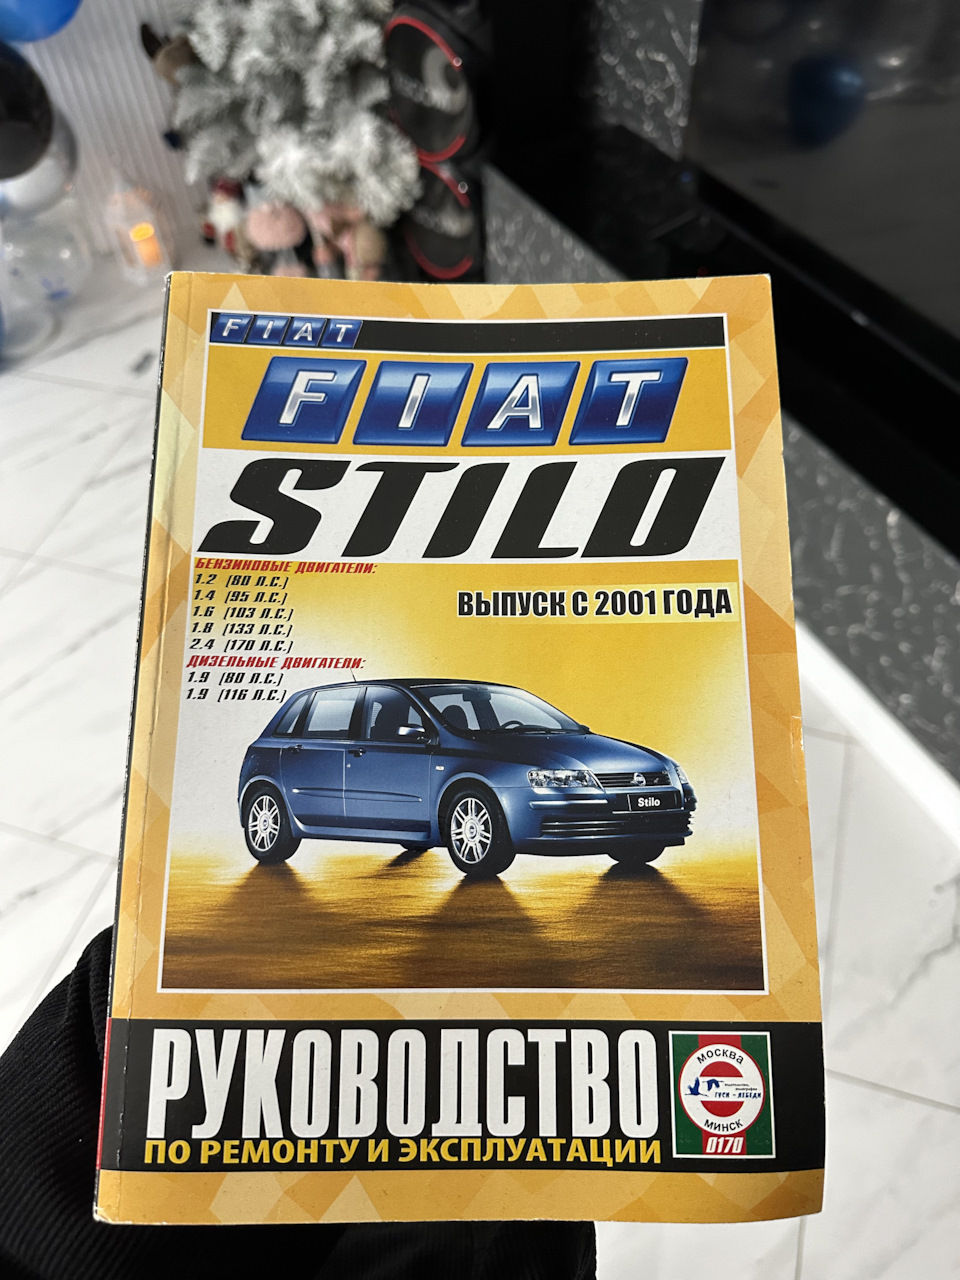 FIAT
FIAT
STILO
БЕНЗИНОВЫЕ ДВИГАТЕЛИ:
1.2 (80 Л.С.)
1.4 (95 Л.С.)
1.6 (103 Л.С.)
1.8 (133 Л.С.)
2.4 (170 Л.С.)
ДИЗЕЛЬНЫЕ ДВИГАТЕЛИ:
1.9 (80 Л.С.)
1.9 (116 Л.С.)
ВЫПУСК С 2001 ГОДА
Stilo
РУКОВОДСТВО
ПО РЕМОНТУ И ЭКСПЛУАТАЦИИ
МОСКВА
ГУСИ - ЛЕБЕДИ
МИНСК
0170